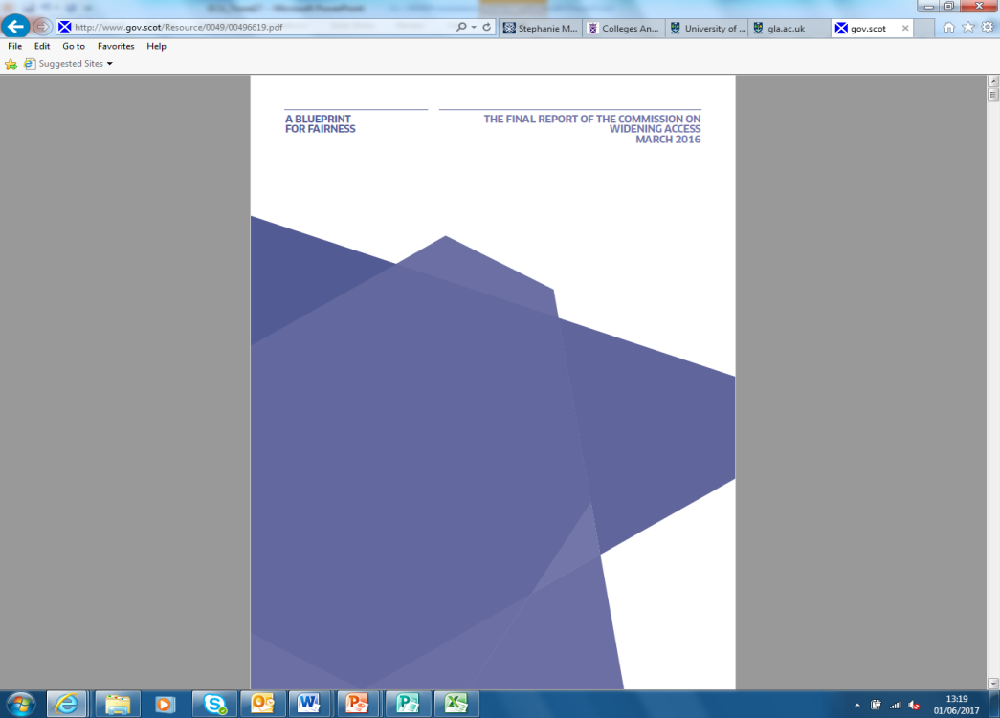 http://www.gov.scot/Resource/0049/00496619.pdf
Stephanie M...
Colleges An...
University of ...
gla.ac.uk
gov.scot
File Edit Go to Favorites Help
Suggested Sites
A BLUEPRINT
FOR FAIRNESS
THE FINAL REPORT OF THE COMMISSION ON
WIDENING ACCESS
MARCH 2016
13:19
01/06/2017